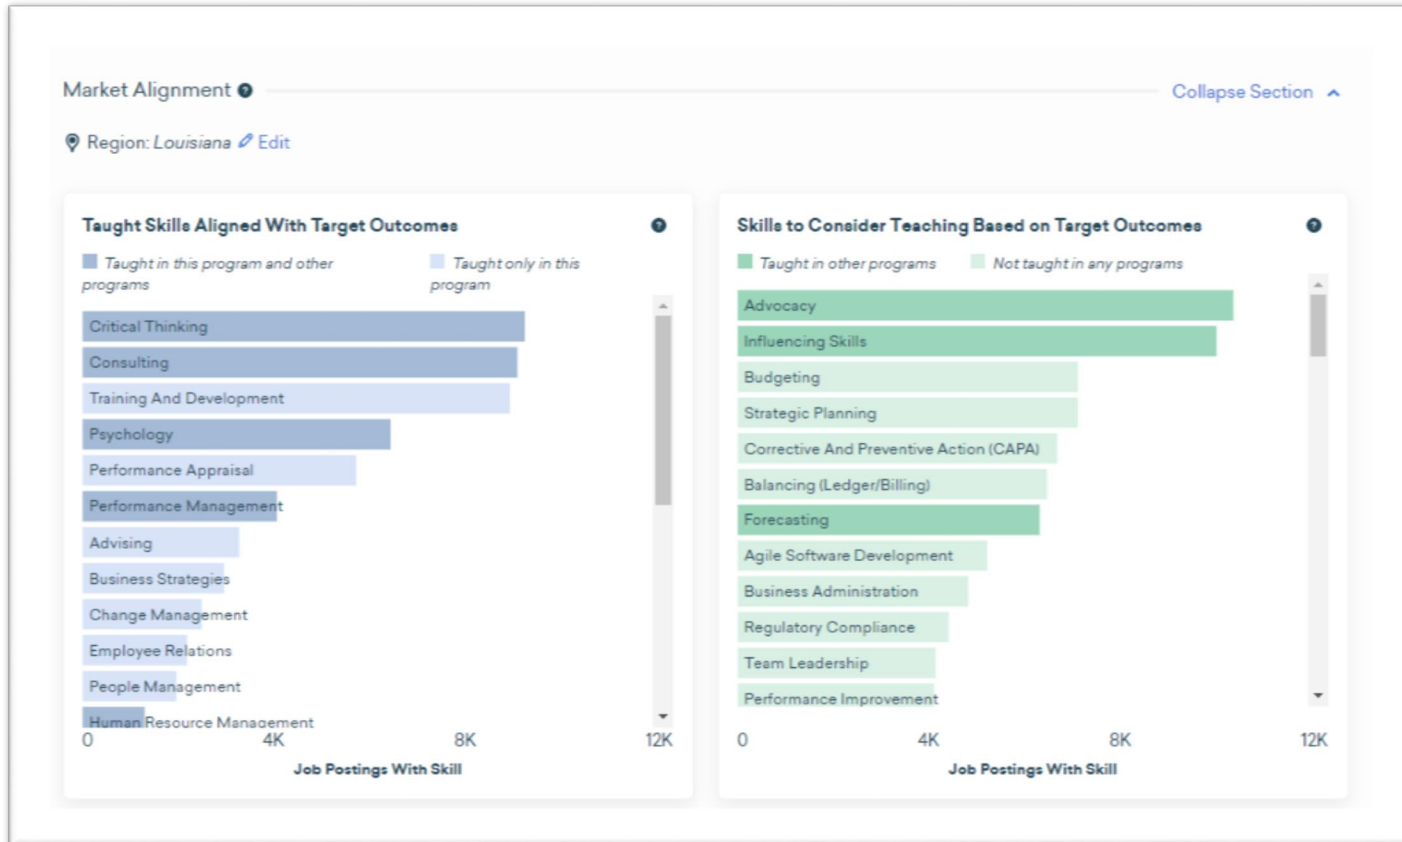 Market Alignment ?
Collapse Section
Region: Louisiana Edit
Taught Skills Aligned With Target Outcomes ?
Taught in this program and other
programs
Taught only in this
program
Critical Thinking
Consulting
Training And Development
Psychology
Performance Appraisal
Performance Management
Advising
Business Strategies
Change Management
Employee Relations
People Management
Human Resource Management
0 4K 8K 12K
Job Postings With Skill
Skills to Consider Teaching Based on Target Outcomes ?
Taught in other programs
Not taught in any programs
Advocacy
Influencing Skills
Budgeting
Strategic Planning
Corrective And Preventive Action (CAPA)
Balancing (Ledger/Billing)
Forecasting
Agile Software Development
Business Administration
Regulatory Compliance
Team Leadership
Performance Improvement
0 4K 8K 12K
Job Postings With Skill